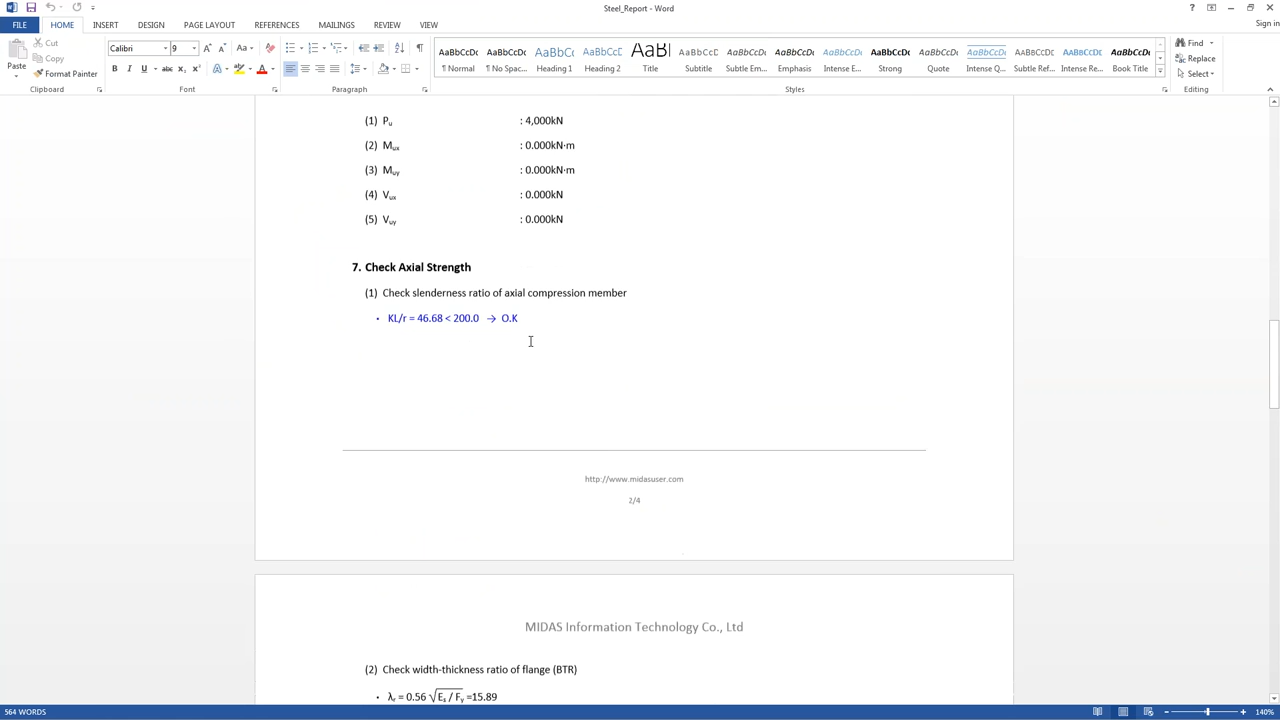 Steel_Report - Word
Sign in
FILE HOME INSERT DESIGN PAGE LAYOUT REFERENCES MAILINGS REVIEW VIEW
Paste
Cut
Copy
Format Painter
Clipboard
Calibri 9
Font
Paragraph
AaBbCcDc AaBbCcDc AaBbCc AaBbCc AaBl AaBbCcC AaBbCcDc AaBbCcDc AaBbCcDc AaBbCcDc AaBbCcDc AaBbCcDc AaBbCcDc AaBbCcDc AaBbCcDc
¶ Normal ¶ No Spac... Heading 1 Heading 2 Title Subtitle Subtle Em... Emphasis Intense E... Strong Quote Intense Q... Subtle Ref... Intense Re... Book Title
Styles
Find
Replace
Select
Editing
(1) Pu : 4,000kN
(2) Mux : 0.000kN·m
(3) Muy : 0.000kN·m
(4) Vux : 0.000kN
(5) Vuy : 0.000kN
7. Check Axial Strength
(1) Check slenderness ratio of axial compression member
• KL/r = 46.68 < 200.0 → O.K
http://www.midasuser.com
2/4
MIDAS Information Technology Co., Ltd
(2) Check width-thickness ratio of flange (BTR)
• λr = 0.56 √Es / Fy =15.89
564 WORDS
140%